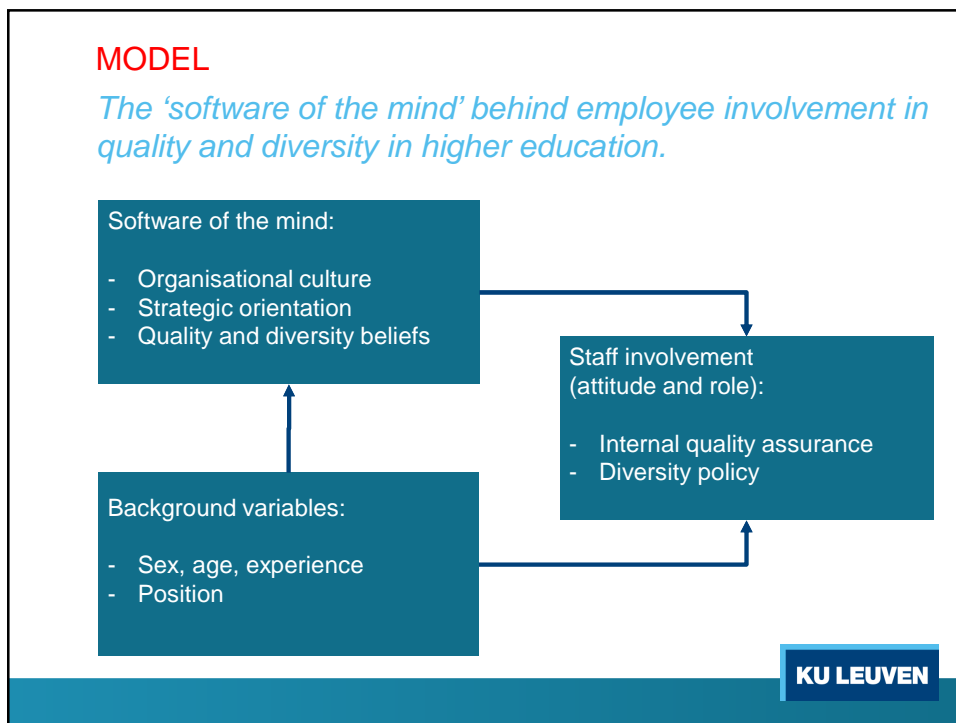 MODEL
The ‘software of the mind’ behind employee involvement in
quality and diversity in higher education.
Software of the mind:
- Organisational culture
- Strategic orientation
- Quality and diversity beliefs
Staff involvement
(attitude and role):
- Internal quality assurance
- Diversity policy
Background variables:
- Sex, age, experience
- Position
KU LEUVEN